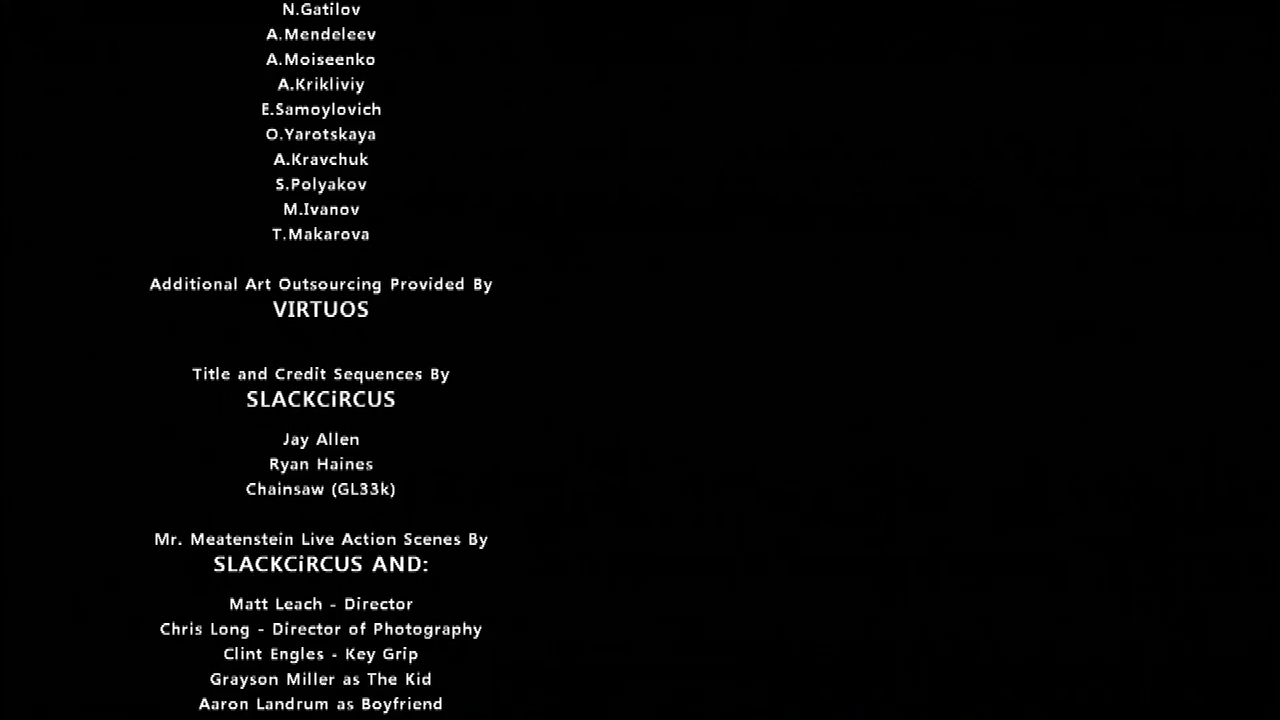 N.Gatilov
A.Mendeleev
A.Moiseenko
A.Krikliviy
E.Samoylovich
O.Yarotskaya
A.Kravchuk
S.Polyakov
M.Ivanov
T.Makarova
Additional Art Outsourcing Provided By
VIRTUOS
Title and Credit Sequences By
SLACKCiRCUS
Jay Allen
Ryan Haines
Chainsaw (GL33k)
Mr. Meatenstein Live Action Scenes By
SLACKCiRCUS AND:
Matt Leach - Director
Chris Long - Director of Photography
Clint Engles - Key Grip
Grayson Miller as The Kid
Aaron Landrum as Boyfriend